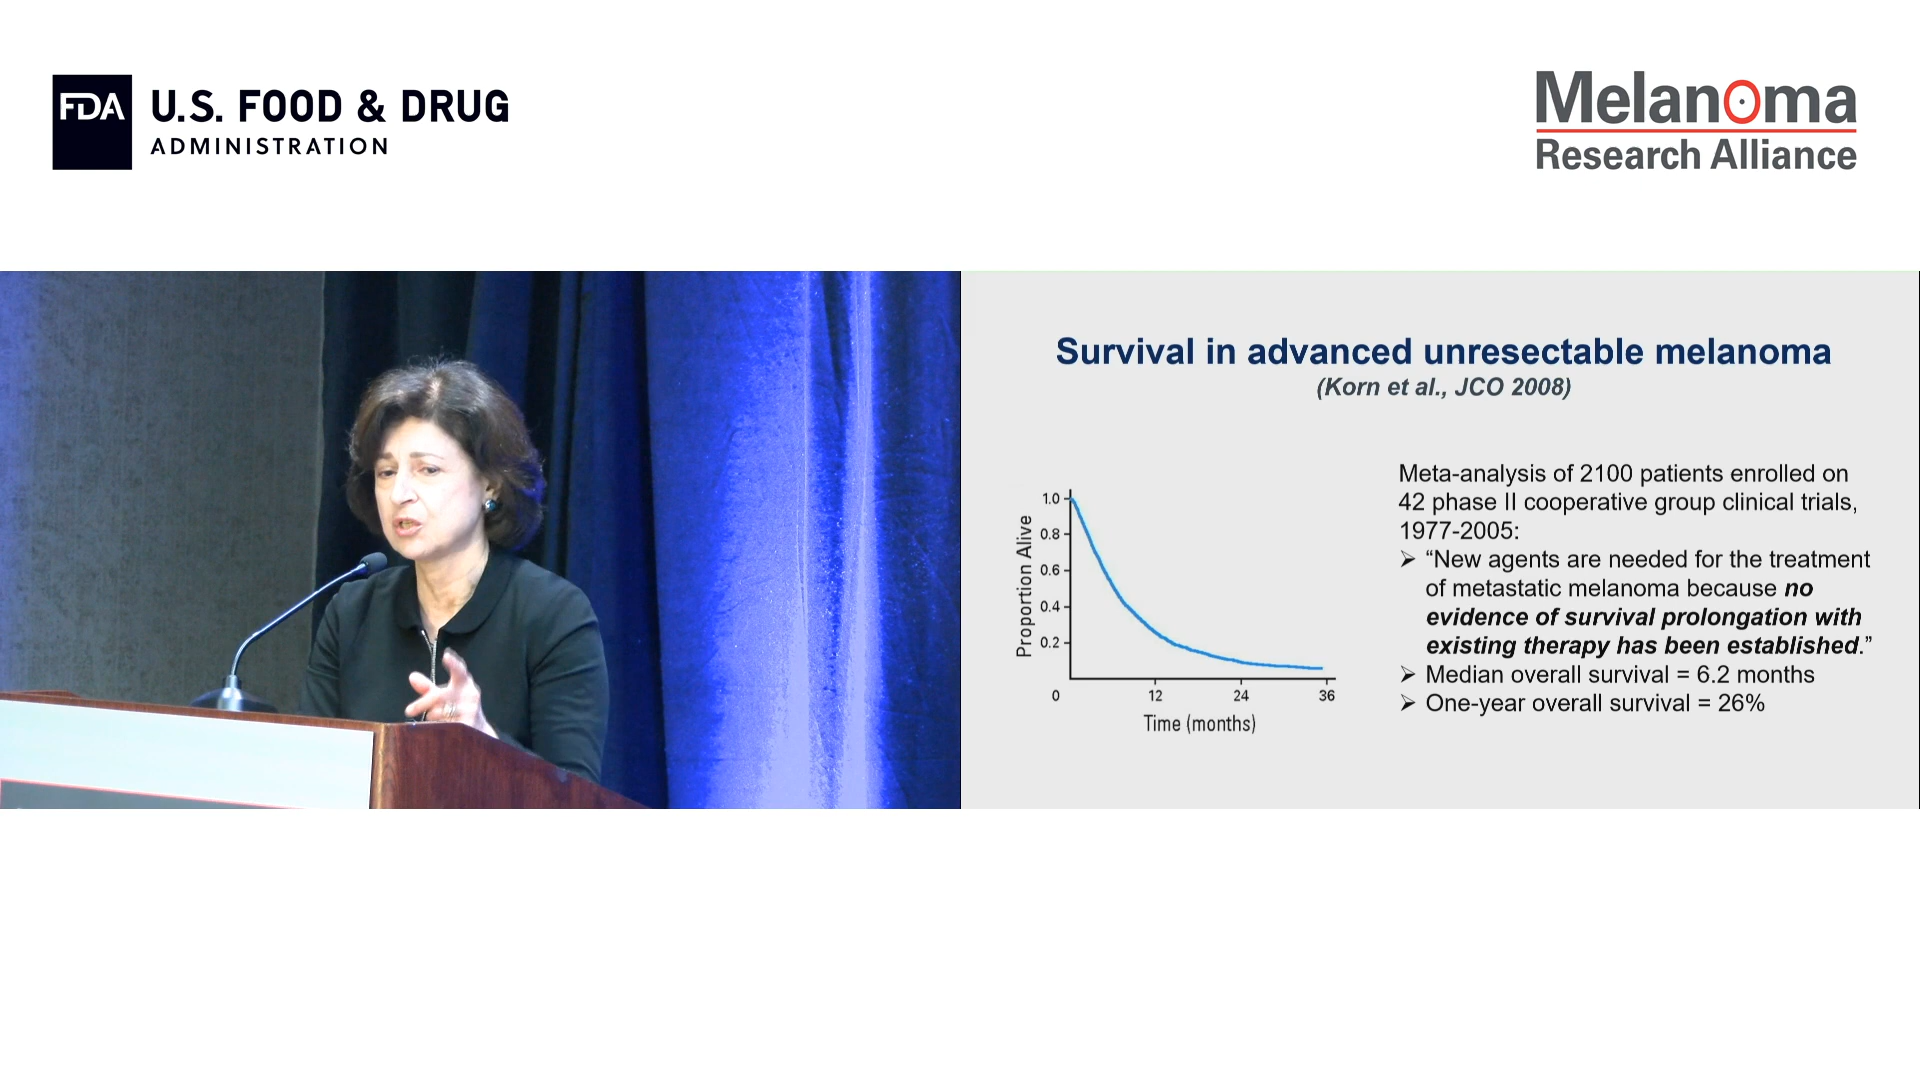 FDA
U.S. FOOD & DRUG
ADMINISTRATION
Melanoma
Research Alliance
Survival in advanced unresectable melanoma
(Korn et al., JCO 2008)
Proportion Alive
1.0
0.8
0.6
0.4
0.2
0
12
24
36
Time (months)
Meta-analysis of 2100 patients enrolled on
42 phase II cooperative group clinical trials,
1977-2005:
➢ “New agents are needed for the treatment
of metastatic melanoma because no
evidence of survival prolongation with
existing therapy has been established.”
➢ Median overall survival = 6.2 months
➢ One-year overall survival = 26%